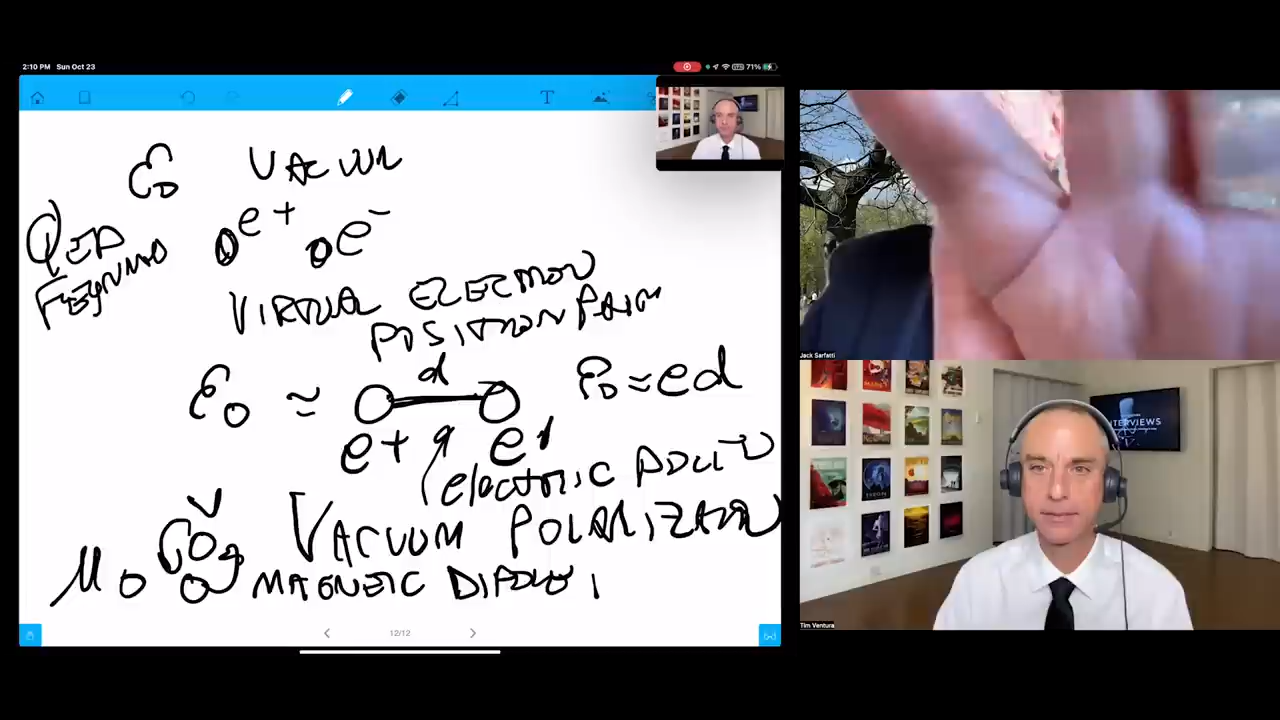 2:10 PM Sun Oct 23
71%
ε0 VACUUM
QED e+ e-
FEYNMAN
VIRTUAL ELECTRON
POSITRON PAIR
d
ε0 ≈ P0 ≈ ed
e+ e-
electric
VACUUM POLARIZATION
μ0 MAGNETIC DIPOLE
12/12
Jack Sarfatti
INTERVIEWS
Tim Ventura